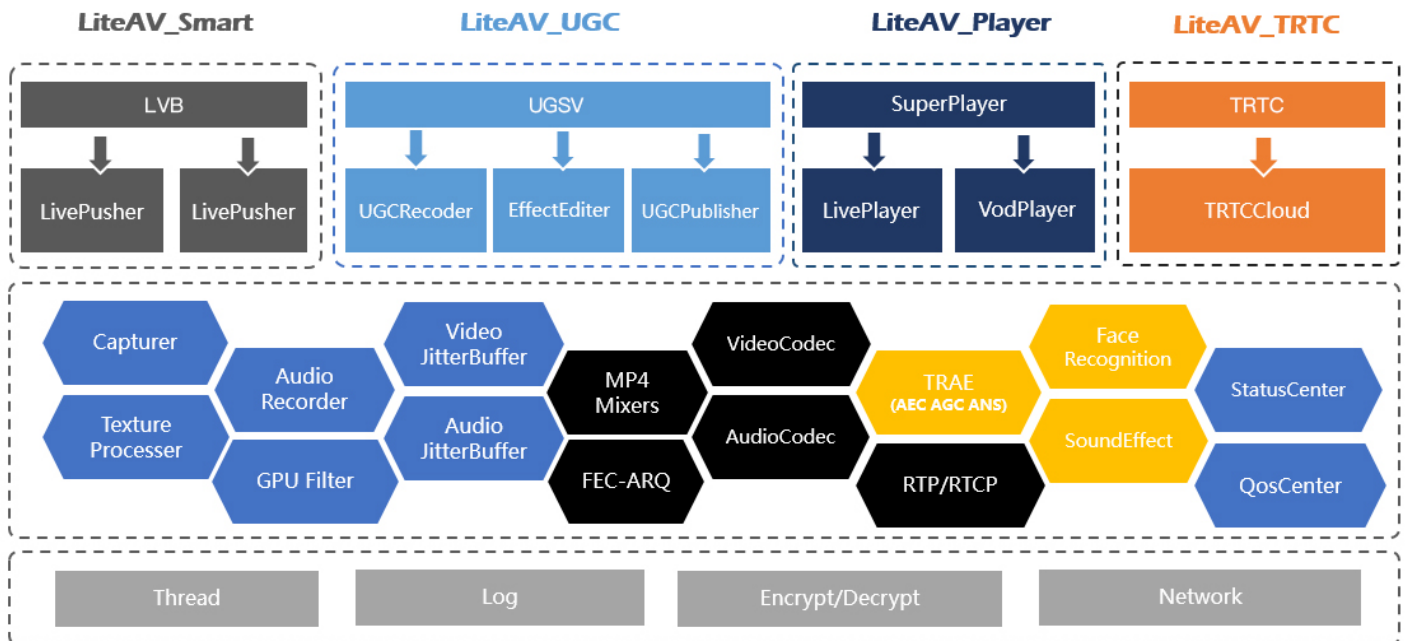 LiteAV_Smart
LiteAV_UGC
LiteAV_Player
LiteAV_TRTC
LVB
LivePusher
LivePusher
UGSV
UGCRecoder
EffectEditer
UGCPublisher
SuperPlayer
LivePlayer
VodPlayer
TRTC
TRTCCloud
Capturer
Texture
Processer
Audio
Recorder
GPU Filter
Video
JitterBuffer
Audio
JitterBuffer
MP4
Mixers
FEC-ARQ
VideoCodec
AudioCodec
TRAE
(AEC AGC ANS)
RTP/RTCP
Face
Recognition
SoundEffect
StatusCenter
QosCenter
Thread
Log
Encrypt/Decrypt
Network